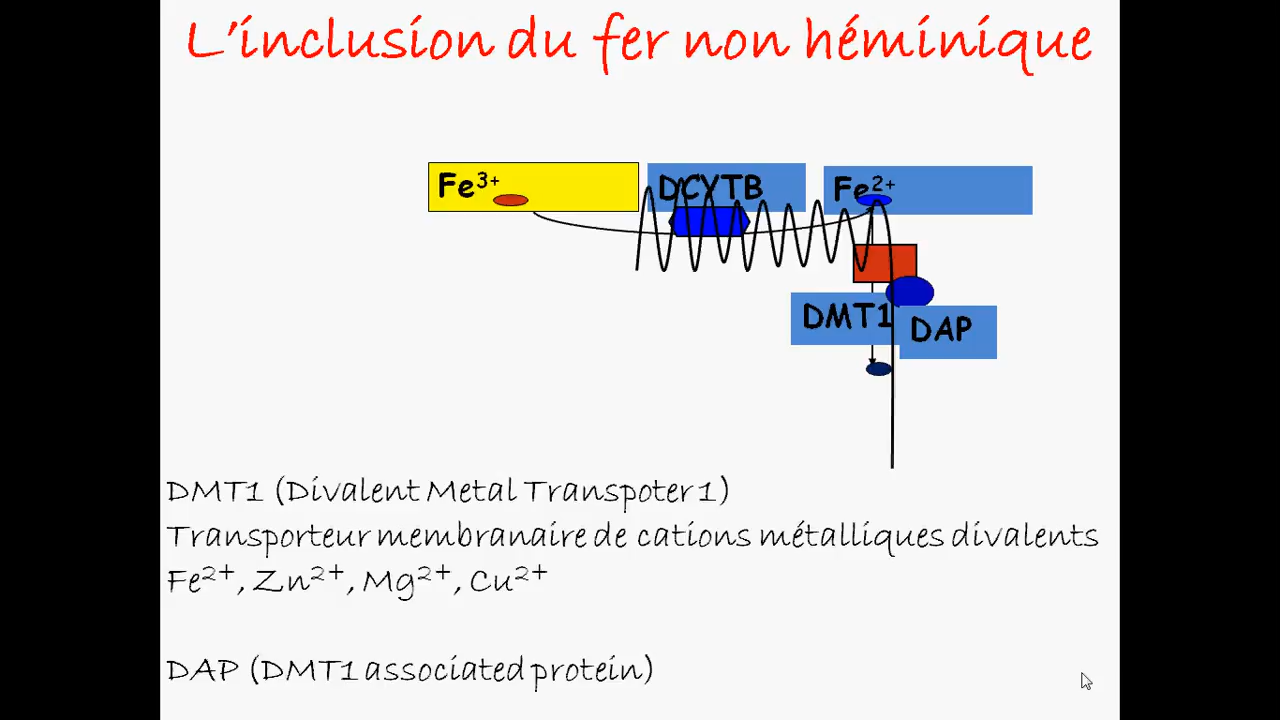 L'inclusion du fer non héminique
Fe³⁺
DCYTB
Fe²⁺
DMT1
DAP
DMT1 (Divalent Metal Transpoter 1)
Transporteur membranaire de cations métalliques divalents
Fe²⁺, Zn²⁺, Mg²⁺, Cu²⁺
DAP (DMT1 associated protein)